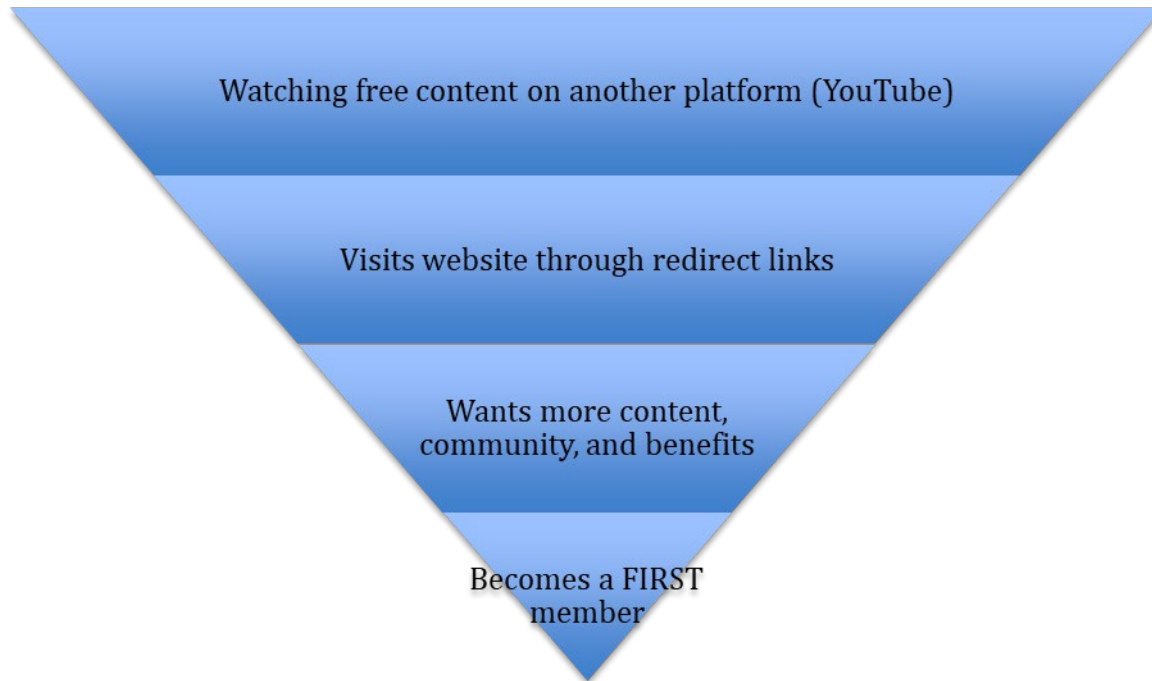 Watching free content on another platform (YouTube)
Visits website through redirect links
Wants more content,
community, and benefits
Becomes a FIRST
member